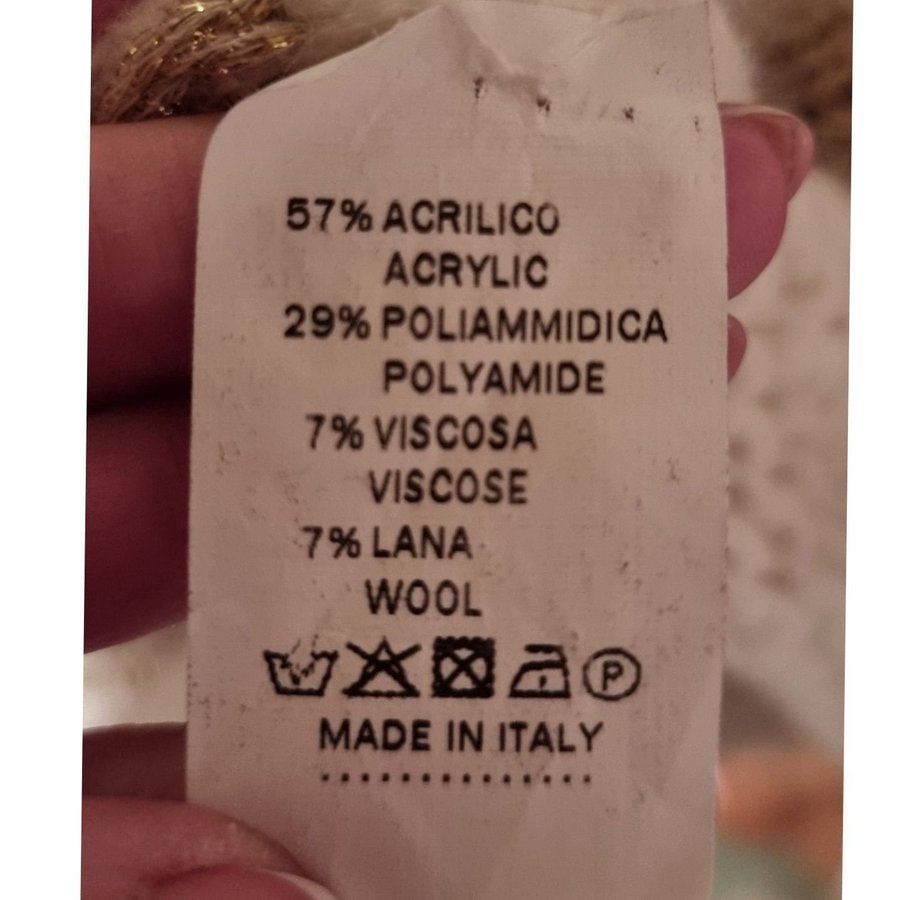 57% ACRILICO
ACRYLIC
29% POLIAMMIDICA
POLYAMIDE
7% VISCOSA
VISCOSE
7% LANA
WOOL
P
MADE IN ITALY